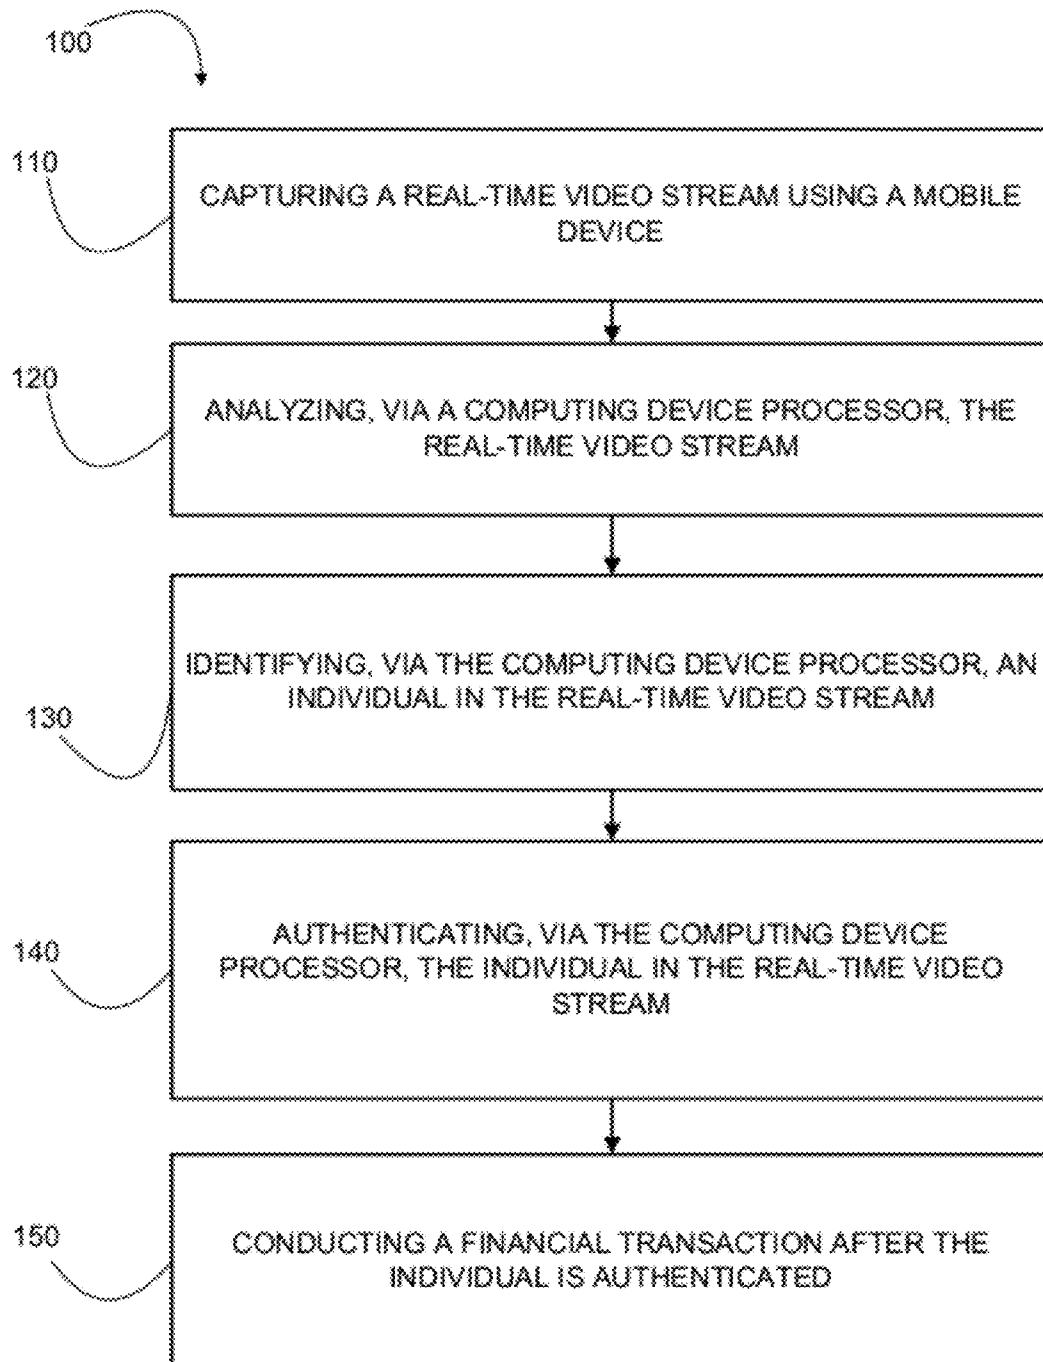 100
110
CAPTURING A REAL-TIME VIDEO STREAM USING A MOBILE
DEVICE
120
ANALYZING, VIA A COMPUTING DEVICE PROCESSOR, THE
REAL-TIME VIDEO STREAM
130
IDENTIFYING, VIA THE COMPUTING DEVICE PROCESSOR, AN
INDIVIDUAL IN THE REAL-TIME VIDEO STREAM
140
AUTHENTICATING, VIA THE COMPUTING DEVICE
PROCESSOR, THE INDIVIDUAL IN THE REAL-TIME VIDEO
STREAM
150
CONDUCTING A FINANCIAL TRANSACTION AFTER THE
INDIVIDUAL IS AUTHENTICATED